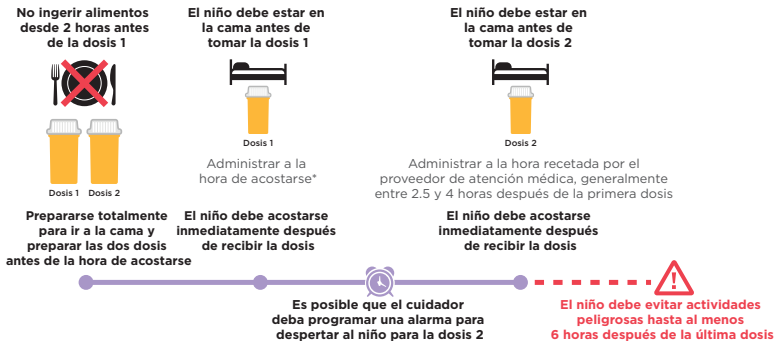 No ingerir alimentos
desde 2 horas antes
de la dosis 1
Dosis 1
Dosis 2
Prepararse totalmente
para ir a la cama y
preparar las dos dosis
antes de la hora de acostarse
El niño debe estar en
la cama antes de
tomar la dosis 1
Dosis 1
Administrar a la
hora de acostarse*
El niño debe acostarse
inmediatamente después
de recibir la dosis
El niño debe estar en
la cama antes de
tomar la dosis 2
Dosis 2
Administrar a la hora recetada por el
proveedor de atención médica, generalmente
entre 2.5 y 4 horas después de la primera dosis
El niño debe acostarse
inmediatamente después
de recibir la dosis
Es posible que el cuidador
deba programar una alarma para
despertar al niño para la dosis 2
El niño debe evitar actividades
peligrosas hasta al menos
6 horas después de la última dosis